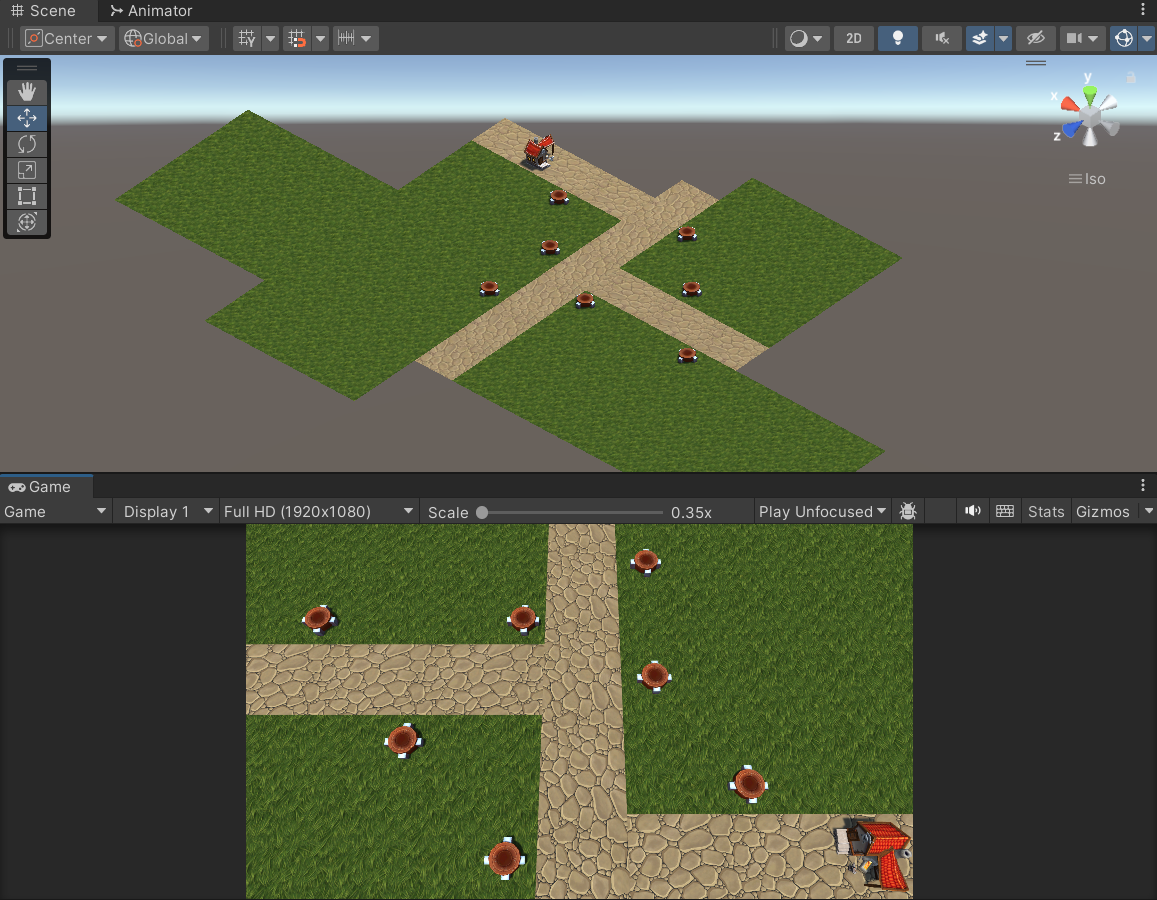 Scene Animator
Center Global 2D
y
x
z
Iso
Game
Game Display 1 Full HD (1920x1080) Scale 0.35x Play Unfocused Stats Gizmos